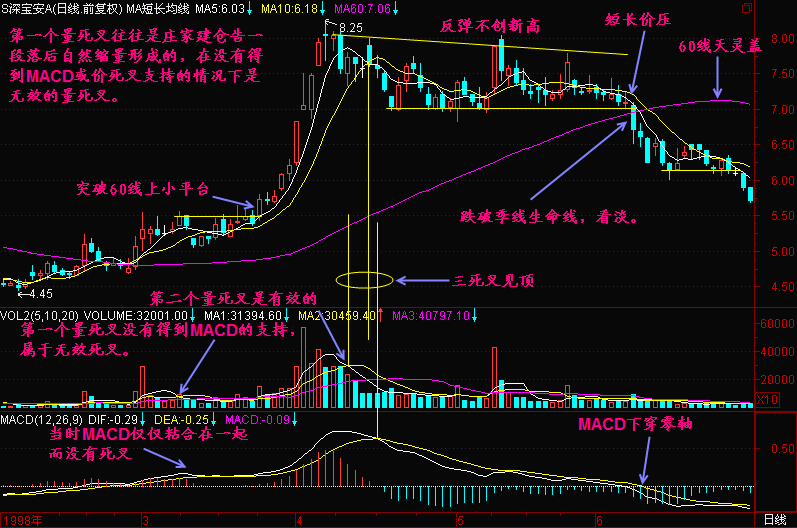 S深宝安A(日线.前复权) MA短长均线 MA5:6.03↓ MA10:6.18↓ MA60:7.06↓
第一个量死叉往往是庄家建仓告一
段落后自然缩量形成的，在没有得
到MACD或价死叉支持的情况下是
无效的量死叉。
8.25
反弹不创新高
短长价压
60线天灵盖
8.00
7.50
7.00
6.50
6.00
5.50
5.00
4.50
突破60线上小平台
跌破季线生命线，看淡。
三死叉见顶
←4.45
第二个量死叉是有效的
VOL2(5,10,20) VOLUME:32001.00↓ MA1:31394.60↓ MA2:30459.40↑ MA3:40797.10↓
第一个量死叉没有得到MACD的支持，
属于无效死叉。
60000
40000
20000
X10
MACD(12,26,9) DIF:-0.29↓ DEA:-0.25↓ MACD:-0.09↓
当时MACD仅仅粘合在一起
而没有死叉
MACD下穿零轴
0.50
1998年 3 4 5 6 日线